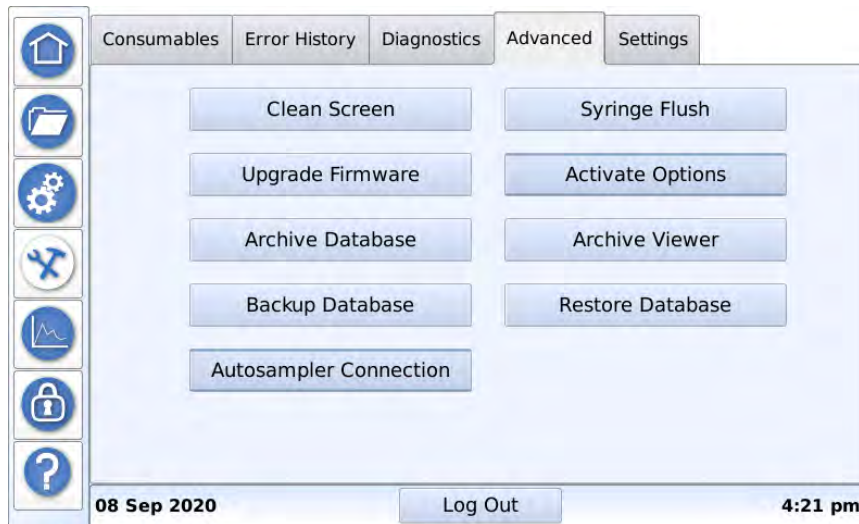 Consumables Error History Diagnostics Advanced Settings
Clean Screen Syringe Flush
Upgrade Firmware Activate Options
Archive Database Archive Viewer
Backup Database Restore Database
Autosampler Connection
?
08 Sep 2020 Log Out 4:21 pm